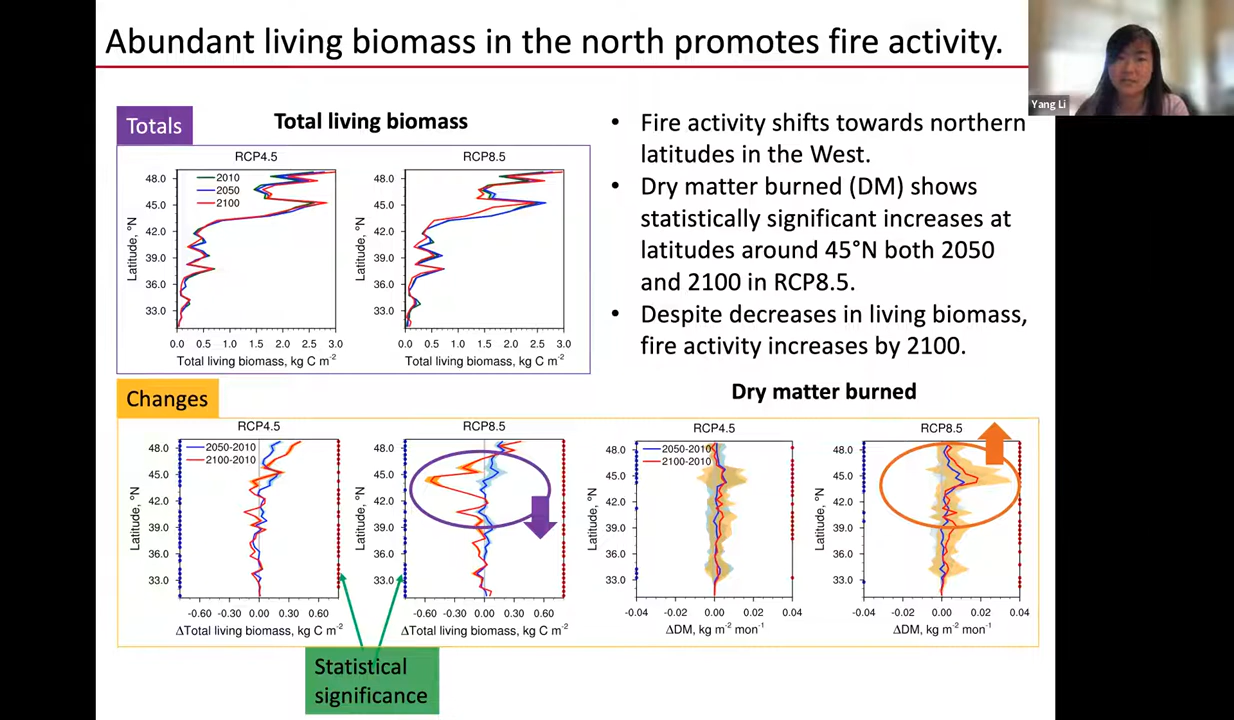 Abundant living biomass in the north promotes fire activity.
Yang Li
Totals
Total living biomass
RCP4.5
RCP8.5
2010
2050
2100
48.0
45.0
42.0
39.0
36.0
33.0
Latitude, °N
0.0 0.5 1.0 1.5 2.0 2.5 3.0
Total living biomass, kg C m-2
48.0
45.0
42.0
39.0
36.0
33.0
Latitude, °N
0.0 0.5 1.0 1.5 2.0 2.5 3.0
Total living biomass, kg C m-2
• Fire activity shifts towards northern
latitudes in the West.
• Dry matter burned (DM) shows
statistically significant increases at
latitudes around 45°N both 2050
and 2100 in RCP8.5.
• Despite decreases in living biomass,
fire activity increases by 2100.
Changes
Dry matter burned
RCP4.5
2050-2010
2100-2010
48.0
45.0
42.0
39.0
36.0
33.0
Latitude, °N
-0.60 -0.30 0.00 0.30
ΔTotal living biomass, kg C m-2
RCP8.5
48.0
45.0
42.0
39.0
36.0
33.0
Latitude, °N
-0.60 -0.30 0.00 0.30 0.60
ΔTotal living biomass, kg C m-2
RCP4.5
2050-2010
2100-2010
48.0
45.0
42.0
39.0
36.0
33.0
Latitude, °N
-0.04 -0.02 0.00 0.02 0.04
ΔDM, kg m-2 mon-1
RCP8.5
48.0
45.0
42.0
39.0
36.0
33.0
Latitude, °N
-0.04 -0.02 0.00 0.02 0.04
ΔDM, kg m-2 mon-1
Statistical
significance